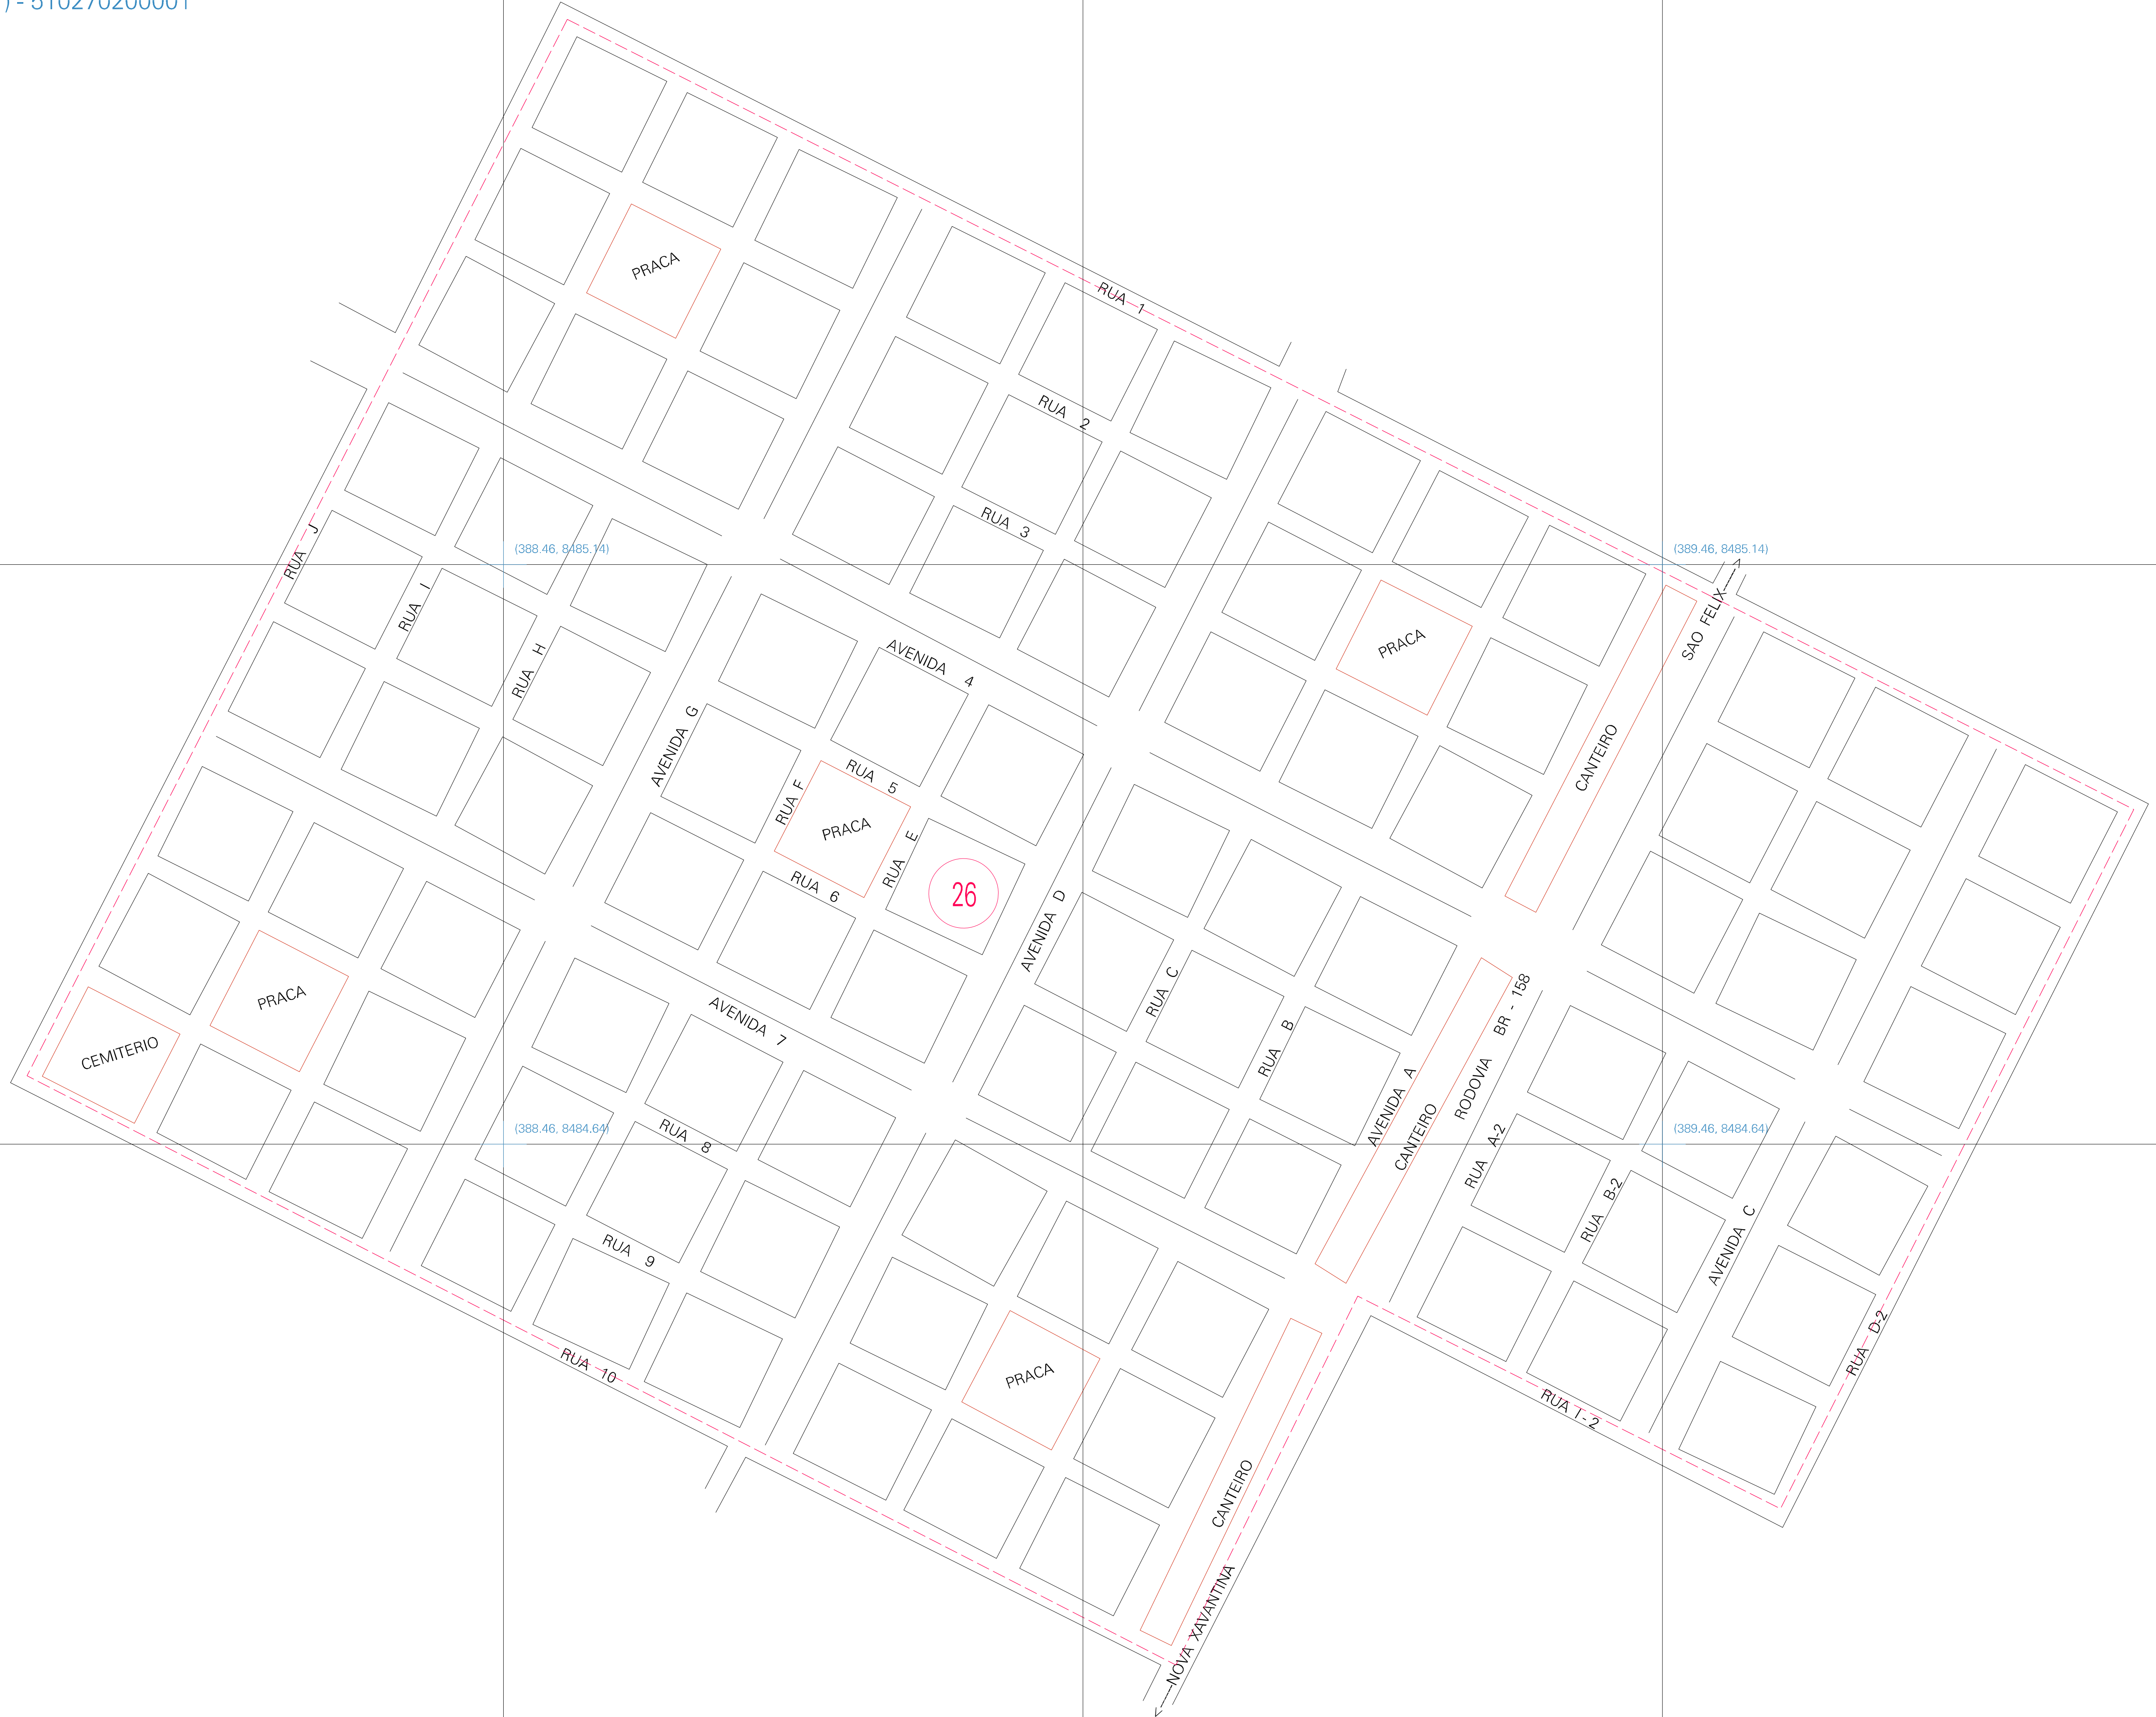 ) - 510270200001
PRACA
RUA 1
RUA 2
RUA 3
(388.46, 8485.14)
(389.46, 8485.14)
RUA J
RUA I
RUA H
SAO FELIX
PRACA
AVENIDA 4
CANTEIRO
AVENIDA G
RUA 5
RUA F
PRACA
RUA E
26
RUA 6
AVENIDA D
PRACA
AVENIDA 7
RUA C
RUA B
BR - 158
RODOVIA
CEMITERIO
AVENIDA A
CANTEIRO
(388.46, 8484.64)
(389.46, 8484.64)
RUA 8
RUA A-2
RUA B-2
AVENIDA C
RUA 9
RUA D-2
RUA 10
PRACA
RUA 1-2
CANTEIRO
NOVA XAVANTINA